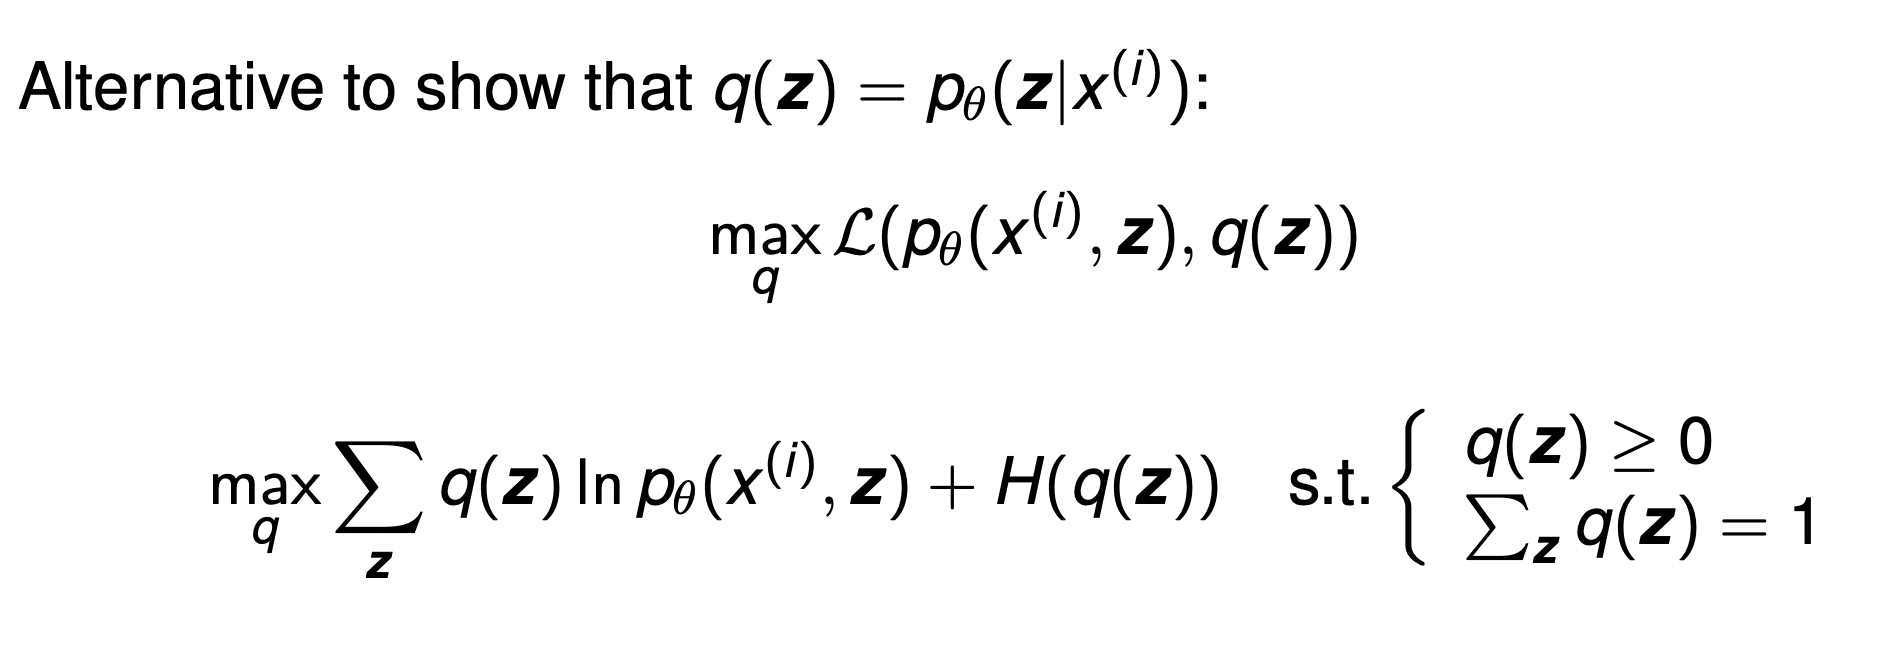 Alternative to show that q(z) = pθ(z|x⁽ⁱ⁾):
max_q ℒ(pθ(x⁽ⁱ⁾, z), q(z))
max_q ∑_z q(z) ln pθ(x⁽ⁱ⁾, z) + H(q(z)) s.t. { q(z) ≥ 0
∑_z q(z) = 1